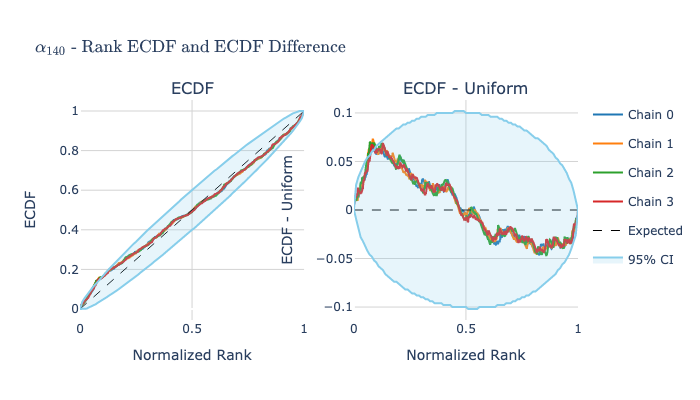 α₁₄₀ - Rank ECDF and ECDF Difference
ECDF
ECDF - Uniform
1
0.8
0.6
0.4
0.2
0
ECDF
0
0.5
1
Normalized Rank
0.1
0.05
0
−0.05
−0.1
ECDF - Uniform
0
0.5
1
Normalized Rank
Chain 0
Chain 1
Chain 2
Chain 3
Expected
95% CI